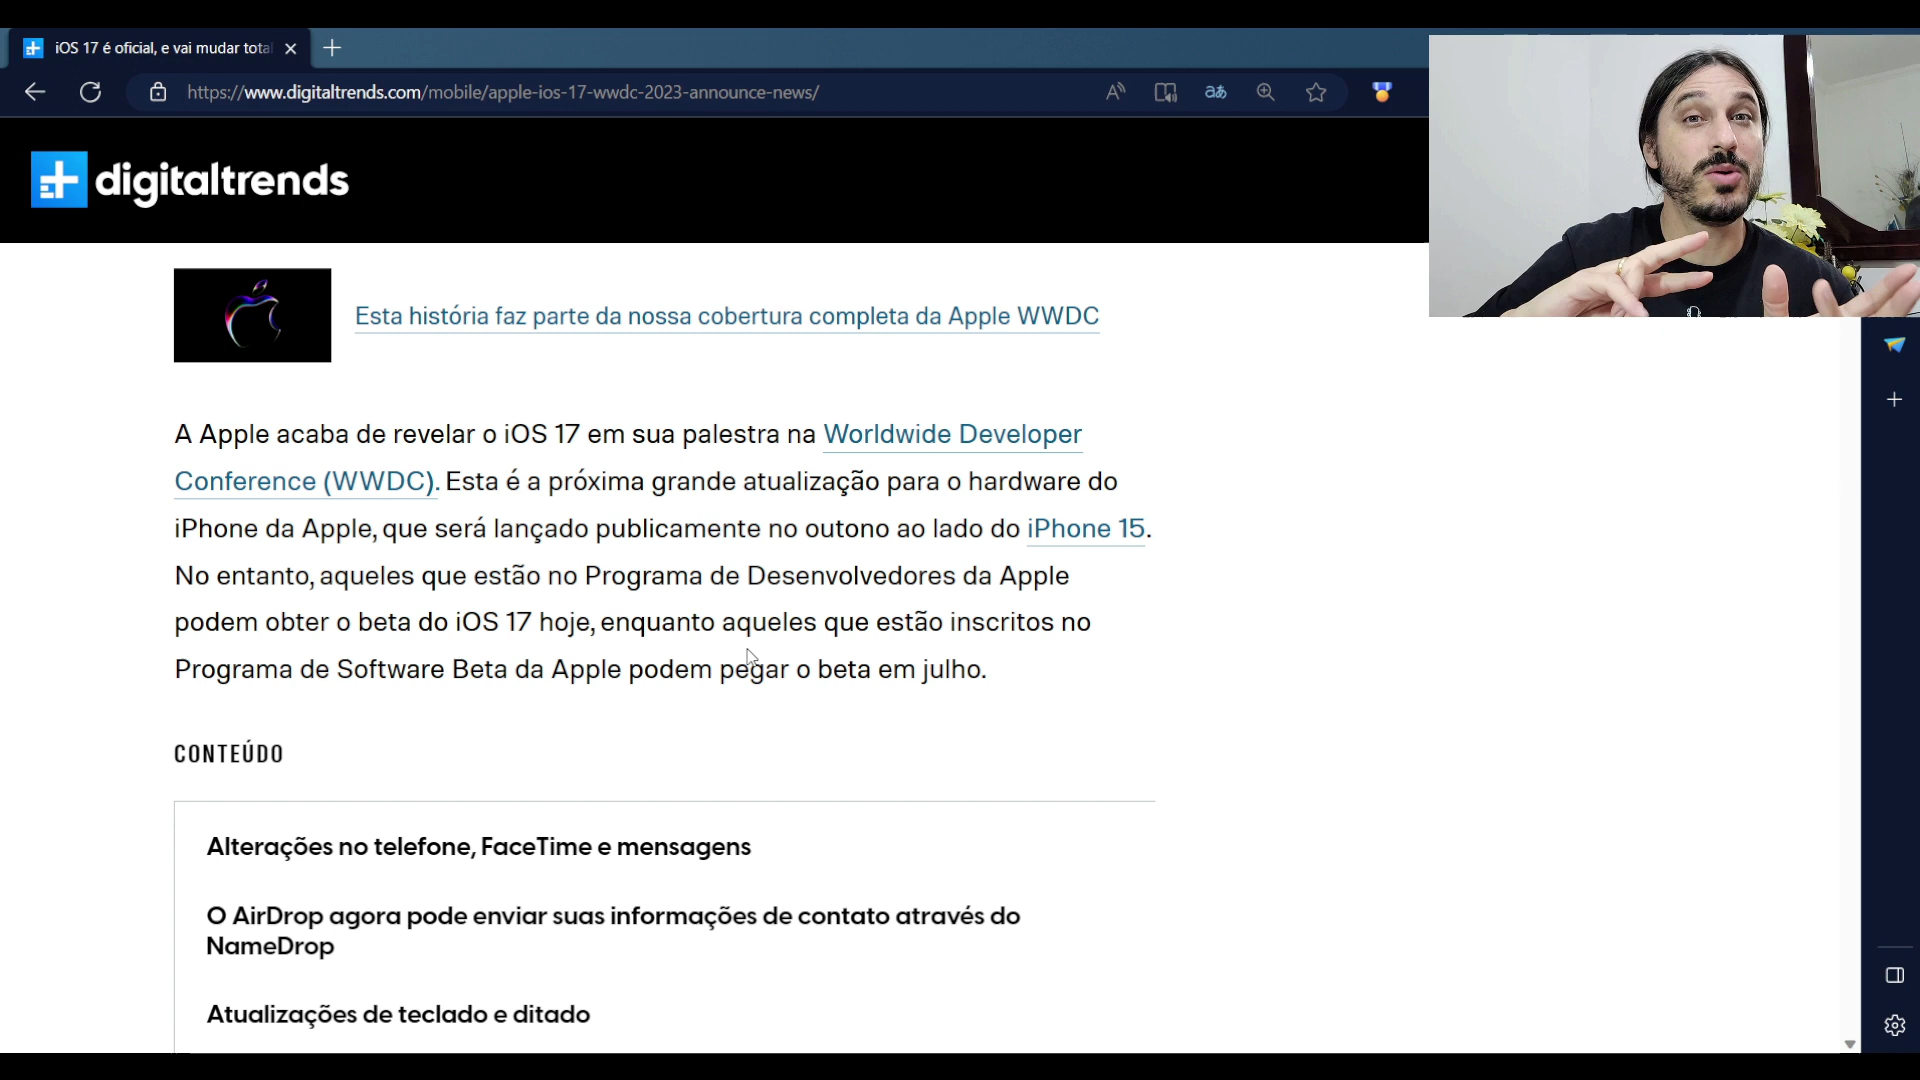 iOS 17 é oficial, e vai mudar total
https://www.digitaltrends.com/mobile/apple-ios-17-wwdc-2023-announce-news/
digitaltrends
Esta história faz parte da nossa cobertura completa da Apple WWDC
A Apple acaba de revelar o iOS 17 em sua palestra na Worldwide Developer
Conference (WWDC). Esta é a próxima grande atualização para o hardware do
iPhone da Apple, que será lançado publicamente no outono ao lado do iPhone 15.
No entanto, aqueles que estão no Programa de Desenvolvedores da Apple
podem obter o beta do iOS 17 hoje, enquanto aqueles que estão inscritos no
Programa de Software Beta da Apple podem pegar o beta em julho.
CONTEÚDO
Alterações no telefone, FaceTime e mensagens
O AirDrop agora pode enviar suas informações de contato através do
NameDrop
Atualizações de teclado e ditado